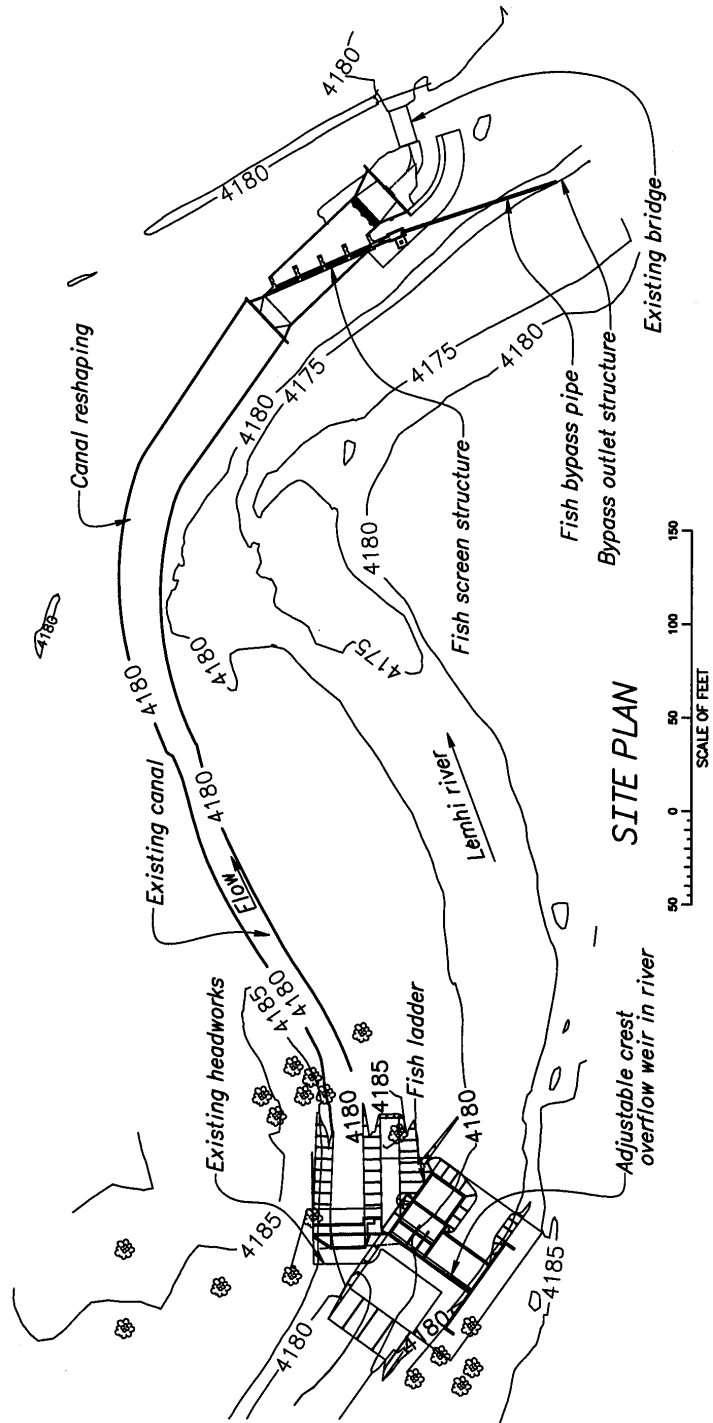 4180
4180
Canal reshaping
4180
4180
Existing canal
4180
Flow
4180
4185
4180
4175
4180
4175
4180
4180
4175
4180
Existing bridge
Fish bypass pipe
Bypass outlet structure
Fish screen structure
Lemhi river
Existing headworks
4180
4185
Fish ladder
4180
4185
4180
4180
4185
Adjustable crest
overflow weir in river
SITE PLAN
50 0 50 100 150
SCALE OF FEET